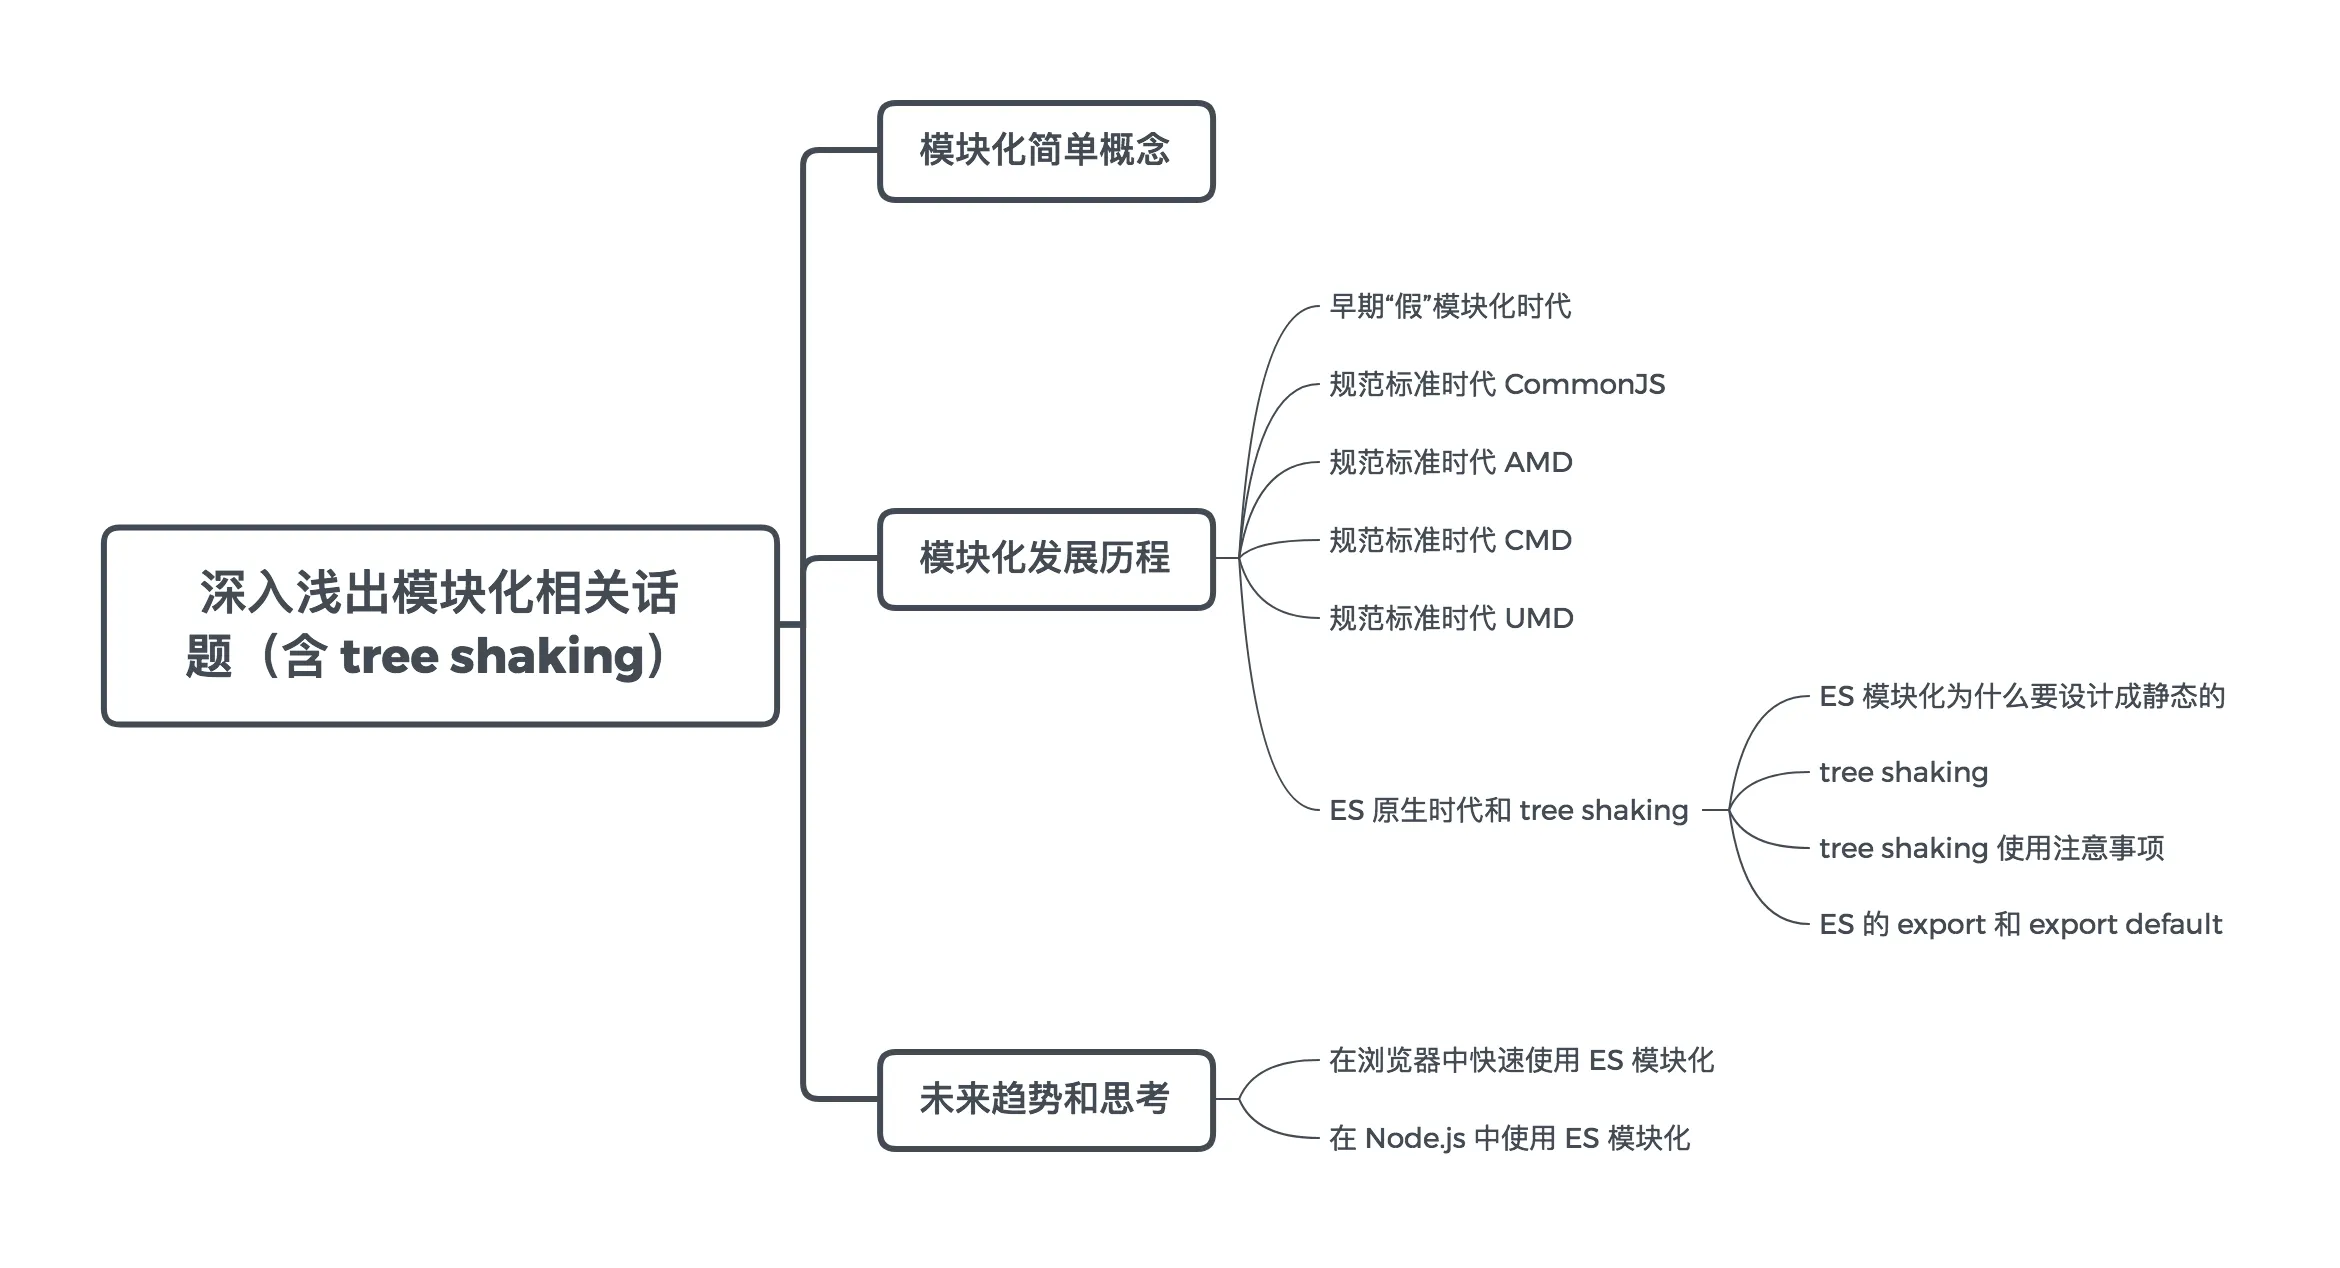 深入浅出模块化相关话
题（含 tree shaking）
模块化简单概念
模块化发展历程
早期“假”模块化时代
规范标准时代 CommonJS
规范标准时代 AMD
规范标准时代 CMD
规范标准时代 UMD
ES 原生时代和 tree shaking
ES 模块化为什么要设计成静态的
tree shaking
tree shaking 使用注意事项
ES 的 export 和 export default
未来趋势和思考
在浏览器中快速使用 ES 模块化
在 Node.js 中使用 ES 模块化